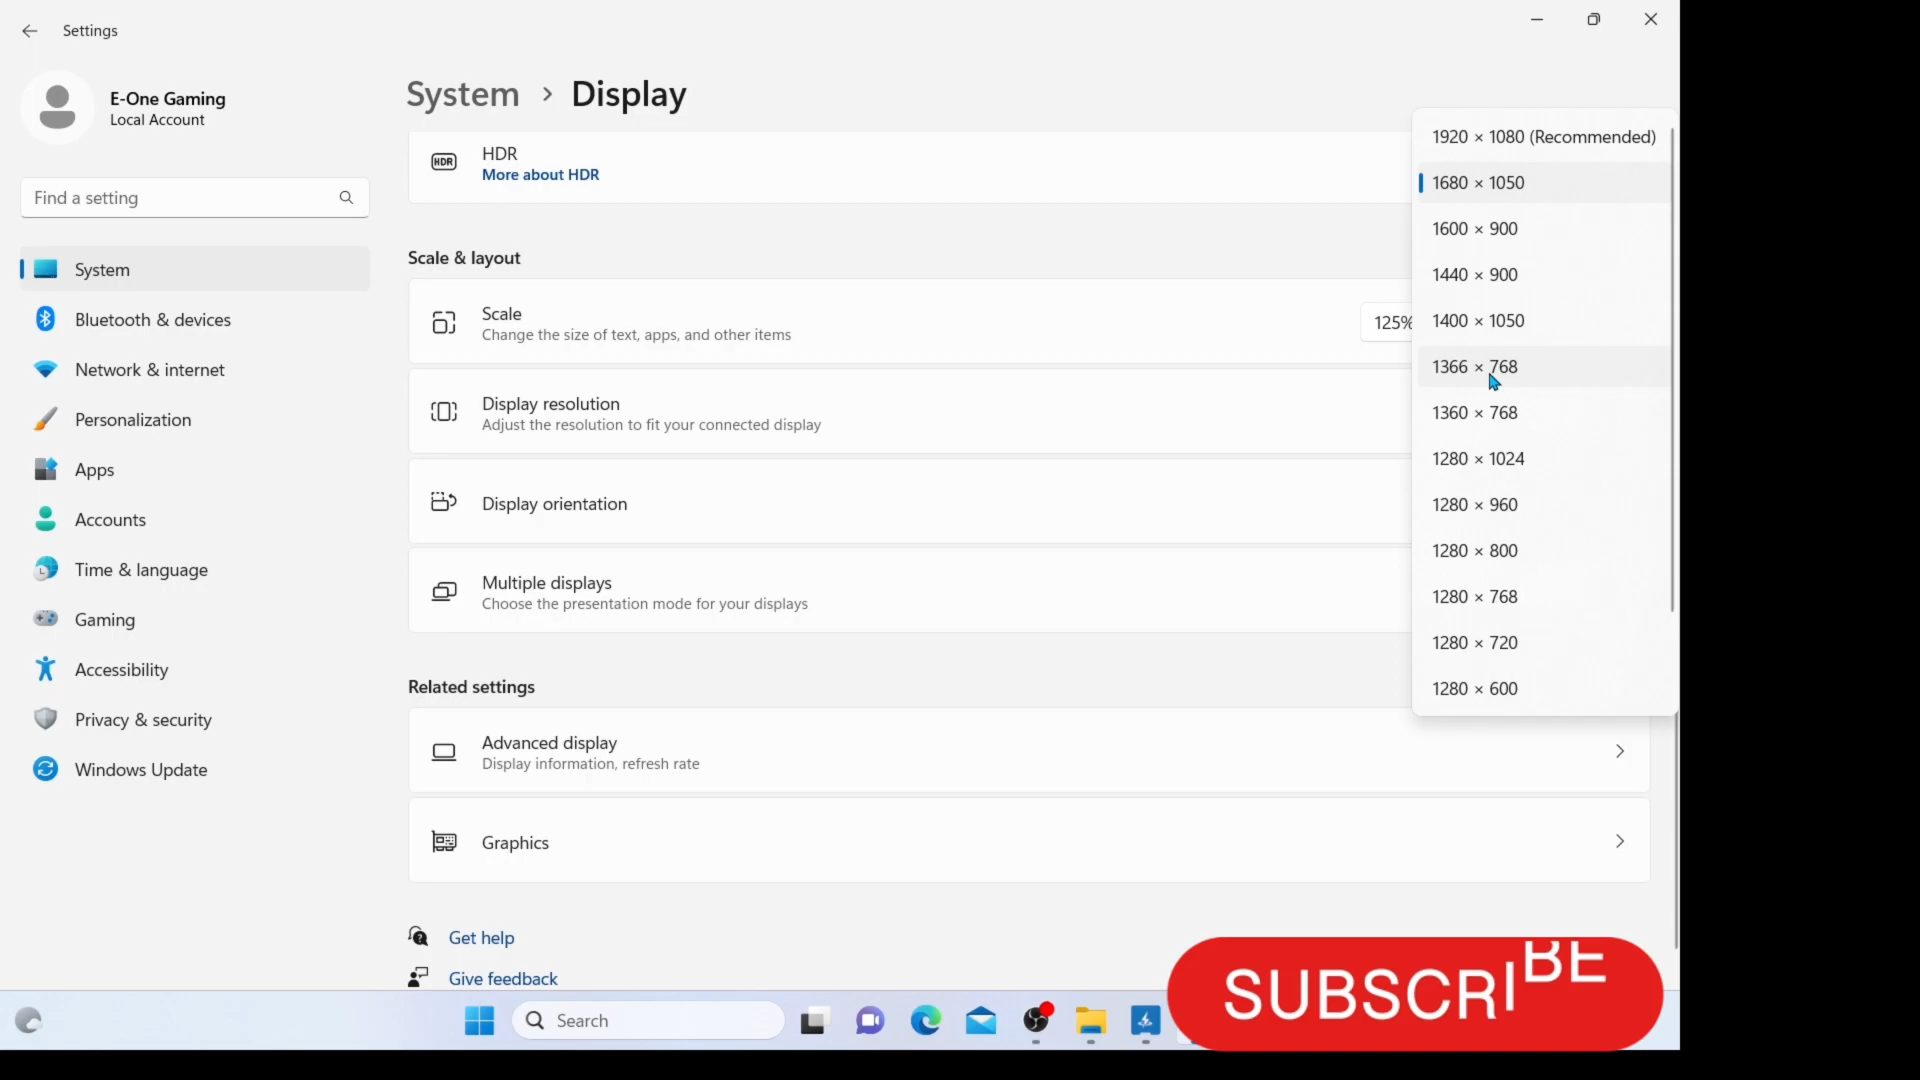 Settings
E-One Gaming
Local Account
Find a setting
System
Bluetooth & devices
Network & internet
Personalization
Apps
Accounts
Time & language
Gaming
Accessibility
Privacy & security
Windows Update
System > Display
HDR
HDR
More about HDR
Scale & layout
Scale
Change the size of text, apps, and other items
125%
Display resolution
Adjust the resolution to fit your connected display
Display orientation
Multiple displays
Choose the presentation mode for your displays
Related settings
Advanced display
Display information, refresh rate
Graphics
Get help
Give feedback
1920 × 1080 (Recommended)
1680 × 1050
1600 × 900
1440 × 900
1400 × 1050
1366 × 768
1360 × 768
1280 × 1024
1280 × 960
1280 × 800
1280 × 768
1280 × 720
1280 × 600
Search
SUBSCRIBE